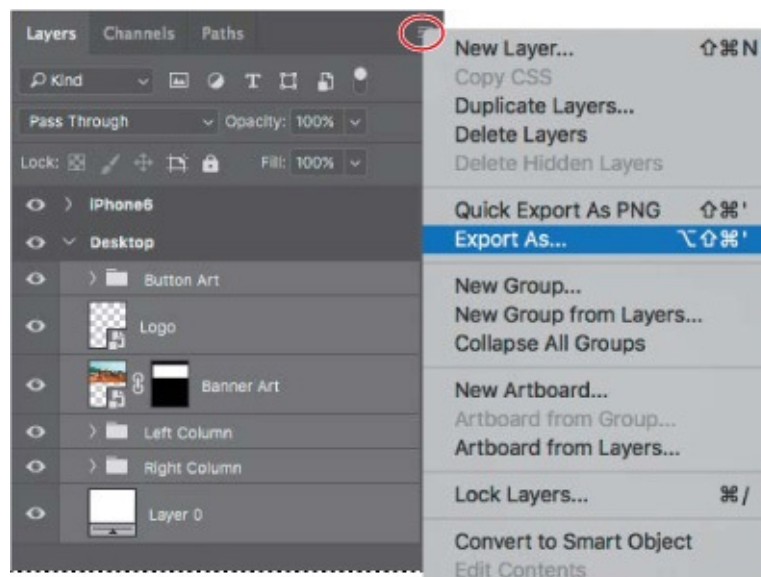 Layers Channels Paths
Kind
Pass Through Opacity: 100%
Lock: Fill: 100%
iPhone6
Desktop
Button Art
Logo
Banner Art
Left Column
Right Column
Layer 0
New Layer... ⇧⌘N
Copy CSS
Duplicate Layers...
Delete Layers
Delete Hidden Layers
Quick Export As PNG ⇧⌘'
Export As... ⌥⇧⌘'
New Group...
New Group from Layers...
Collapse All Groups
New Artboard...
Artboard from Group...
Artboard from Layers...
Lock Layers... ⌘/
Convert to Smart Object
Edit Contents